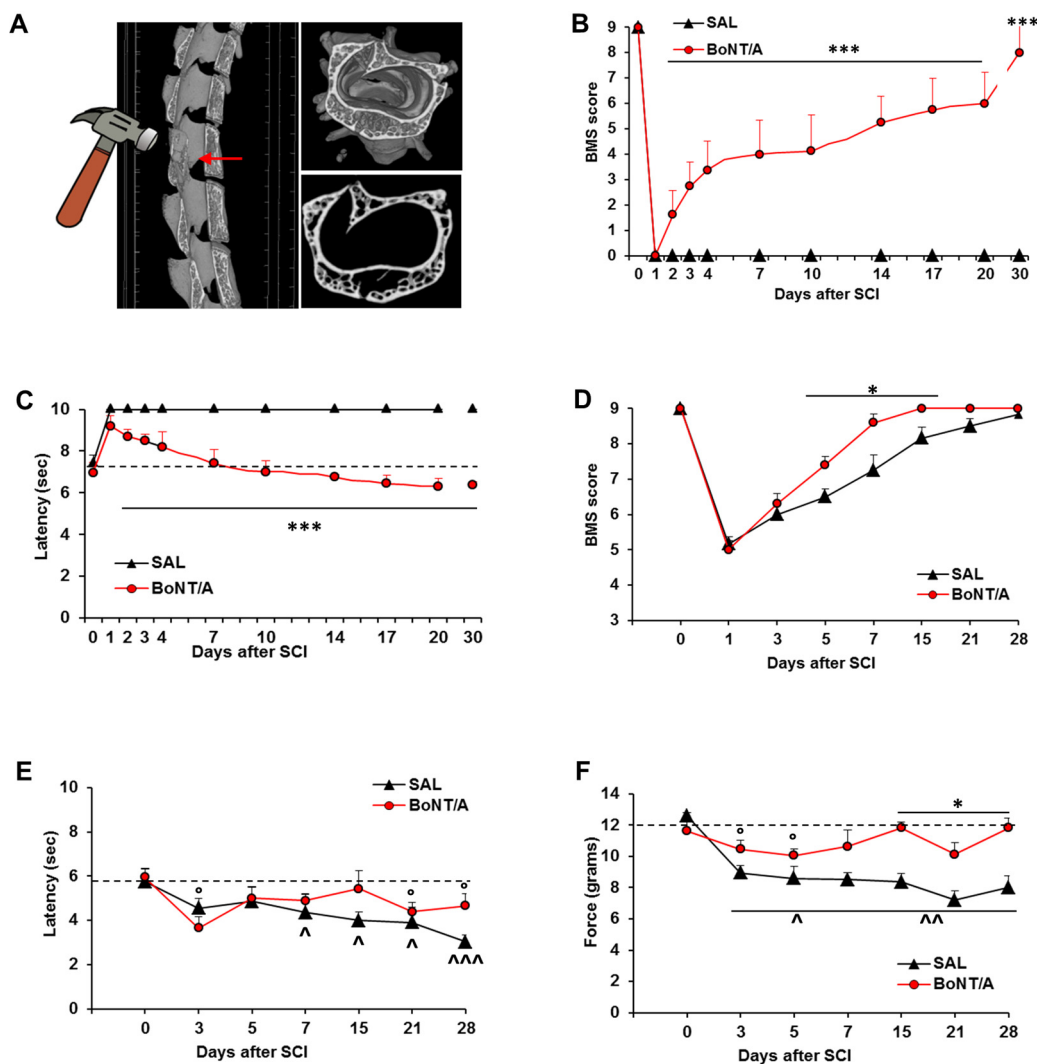 A
B
SAL
BoNT/A
***
***
BMS score
9
8
7
6
5
4
3
2
1
0
0 1 2 3 4 7 10 14 17 20 30
Days after SCI
C
Latency (sec)
10
8
6
4
2
0
***
SAL
BoNT/A
0 1 2 3 4 7 10 14 17 20 30
Days after SCI
D
*
BMS score
9
8
7
6
5
4
3
SAL
BoNT/A
0 1 3 5 7 15 21 28
Days after SCI
E
SAL
BoNT/A
Latency (sec)
10
8
6
4
2
0
° ° °
^ ^ ^ ^^^
0 3 5 7 15 21 28
Days after SCI
F
*
Force (grams)
14
12
10
8
6
4
2
0
° °
^ ^^
SAL
BoNT/A
0 3 5 7 15 21 28
Days after SCI